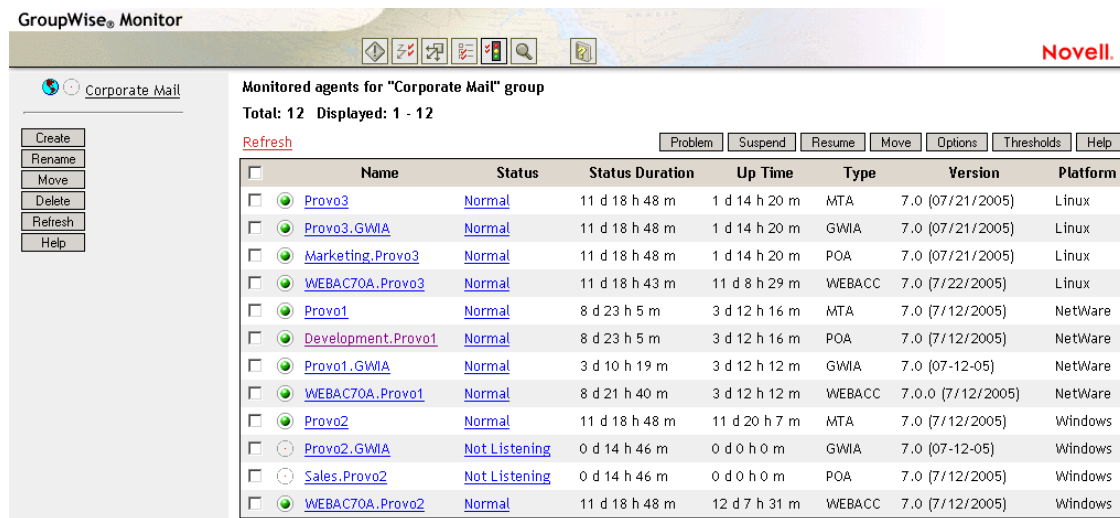 GroupWise® Monitor
Novell.
Corporate Mail
Create
Rename
Move
Delete
Refresh
Help
Monitored agents for "Corporate Mail" group
Total: 12 Displayed: 1 - 12
Refresh
Problem Suspend Resume Move Options Thresholds Help
Name Status Status Duration Up Time Type Version Platform
Provo3 Normal 11 d 18 h 48 m 1 d 14 h 20 m MTA 7.0 (07/21/2005) Linux
Provo3.GWIA Normal 11 d 18 h 48 m 1 d 14 h 20 m GWIA 7.0 (07/21/2005) Linux
Marketing.Provo3 Normal 11 d 18 h 48 m 1 d 14 h 20 m POA 7.0 (07/21/2005) Linux
WEBAC70A.Provo3 Normal 11 d 18 h 43 m 11 d 8 h 29 m WEBACC 7.0 (7/22/2005) Linux
Provo1 Normal 8 d 23 h 5 m 3 d 12 h 16 m MTA 7.0 (7/12/2005) NetWare
Development.Provo1 Normal 8 d 23 h 5 m 3 d 12 h 16 m POA 7.0 (7/12/2005) NetWare
Provo1.GWIA Normal 3 d 10 h 19 m 3 d 12 h 12 m GWIA 7.0 (07-12-05) NetWare
WEBAC70A.Provo1 Normal 8 d 21 h 40 m 3 d 12 h 12 m WEBACC 7.0.0 (7/12/2005) NetWare
Provo2 Normal 11 d 18 h 48 m 11 d 20 h 7 m MTA 7.0 (7/12/2005) Windows
Provo2.GWIA Not Listening 0 d 14 h 46 m 0 d 0 h 0 m GWIA 7.0 (07-12-05) Windows
Sales.Provo2 Not Listening 0 d 14 h 46 m 0 d 0 h 0 m POA 7.0 (7/12/2005) Windows
WEBAC70A.Provo2 Normal 11 d 18 h 48 m 12 d 7 h 31 m WEBACC 7.0 (7/12/2005) Windows